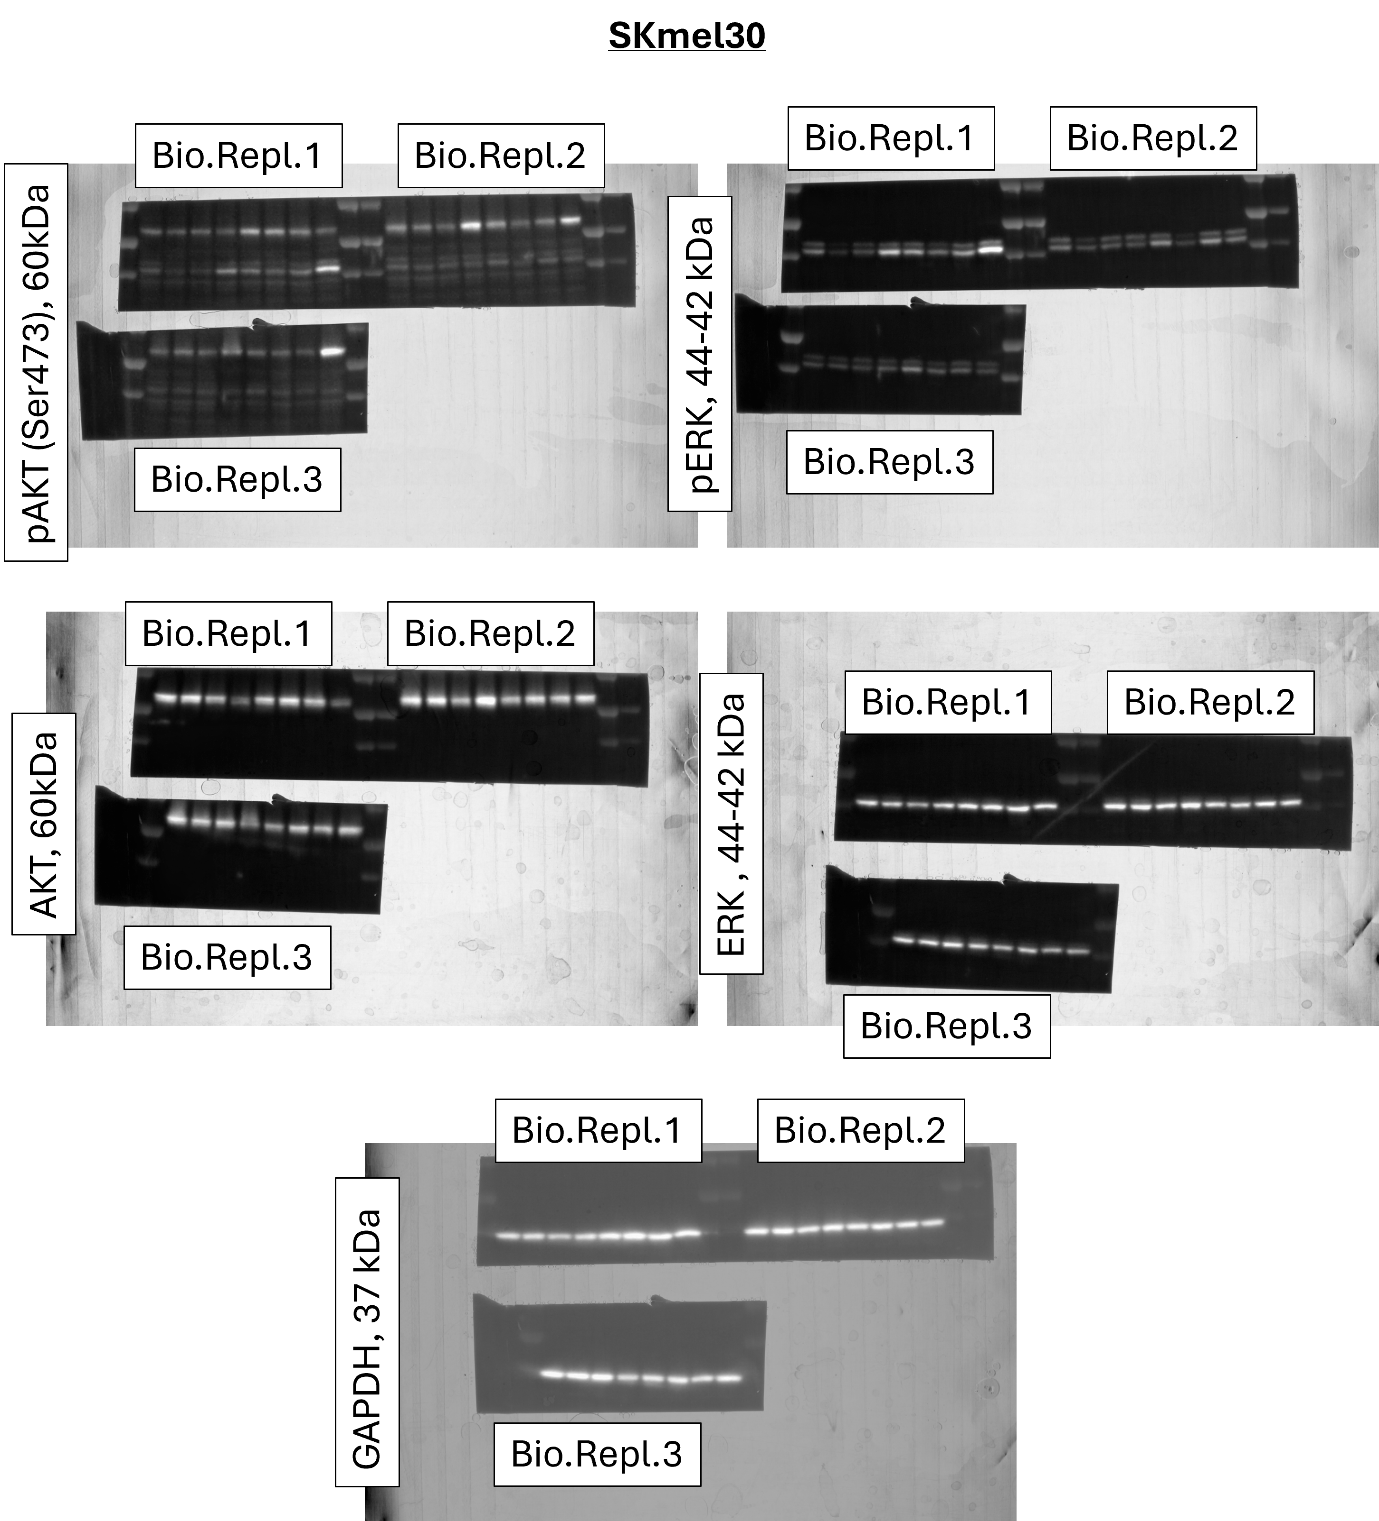 SKmel30
Bio.Repl.1
Bio.Repl.2
pAKT (Ser473), 60kDa
Bio.Repl.3
Bio.Repl.1
Bio.Repl.2
pERK, 44-42 kDa
Bio.Repl.3
Bio.Repl.1
Bio.Repl.2
AKT, 60kDa
Bio.Repl.3
Bio.Repl.1
Bio.Repl.2
ERK , 44-42 kDa
Bio.Repl.3
Bio.Repl.1
Bio.Repl.2
GAPDH, 37 kDa
Bio.Repl.3